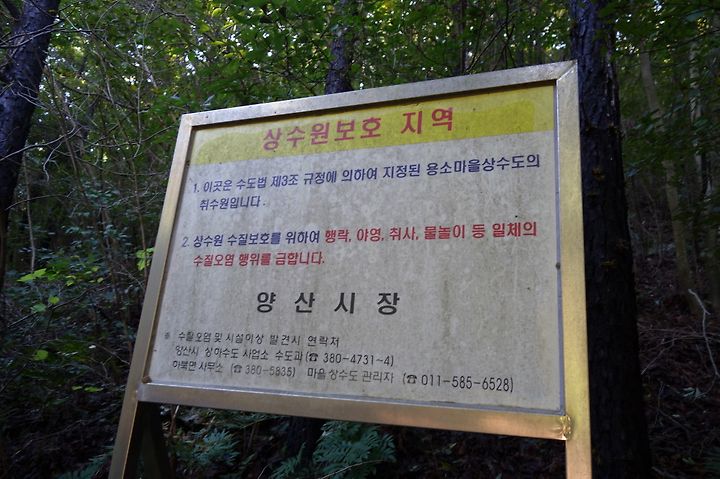 상수원보호 지역
1. 이곳은 수도법 제3조 규정에 의하여 지정된 용소마을상수도의
취수원입니다.
2. 상수원 수질보호를 위하여 행락, 야영, 취사, 물놀이 등 일체의
수질오염 행위를 금합니다.
양산시장
※ 수질오염 및 시설이상 발견시 연락처
양산시 상하수도 사업소 수도과 (☎ 380-4731~4)
하북면사무소 (☎ 380-5835) 마을 상수도 관리자 (☎ 011-585-6528)